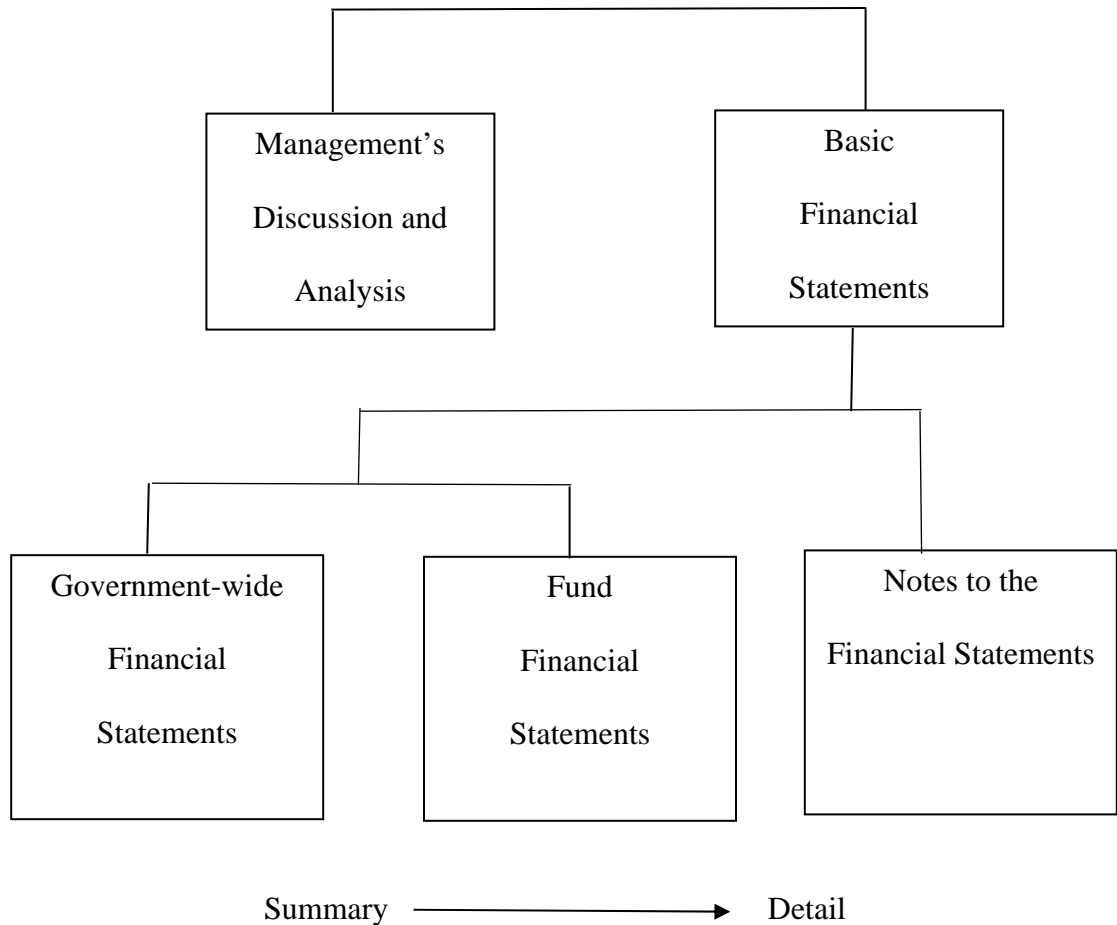 Management’s
Discussion and
Analysis
Basic
Financial
Statements
Government-wide
Financial
Statements
Fund
Financial
Statements
Notes to the
Financial Statements
Summary
Detail